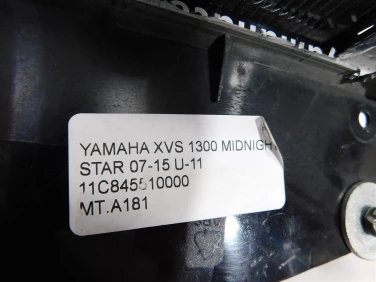 YAMAHA XVS 1300 MIDNIGH
STAR 07-15 U-11
11C845510000
MT.A181